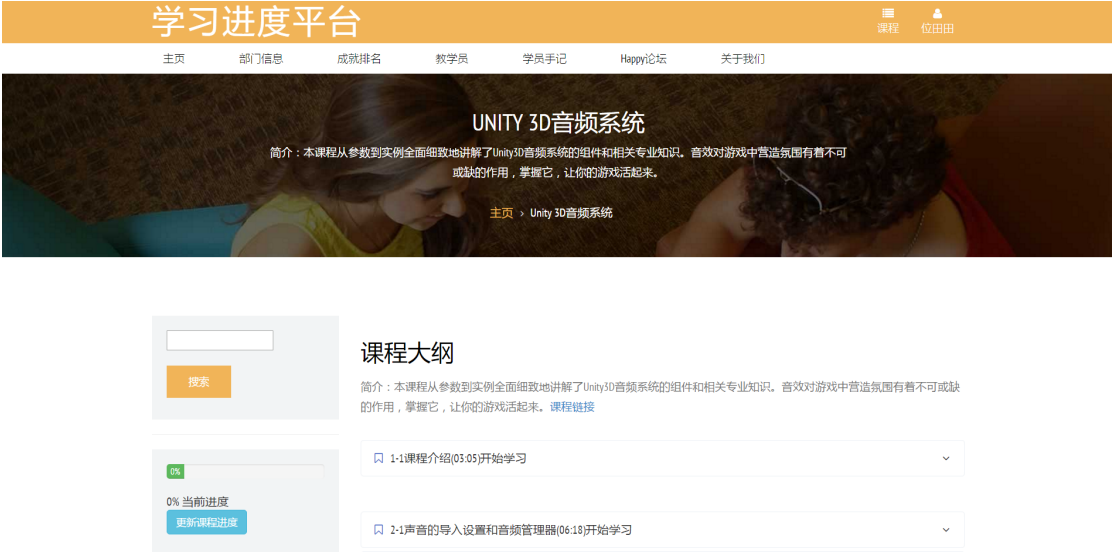 学习进度平台
课程 位田田
主页 部门信息 成就排名 教学员 学员手记 Happy论坛 关于我们
UNITY 3D音频系统
简介：本课程从参数到实例全面细致地讲解了Unity3D音频系统的组件和相关专业知识。音效对游戏中营造氛围有着不可
或缺的作用，掌握它，让你的游戏活起来。
主页 › Unity 3D音频系统
搜索
0%
0% 当前进度
更新课程进度
课程大纲
简介：本课程从参数到实例全面细致地讲解了Unity3D音频系统的组件和相关专业知识。音效对游戏中营造氛围有着不可或缺
的作用，掌握它，让你的游戏活起来。课程链接
1-1课程介绍(03:05)开始学习
2-1声音的导入设置和音频管理器(06:18)开始学习